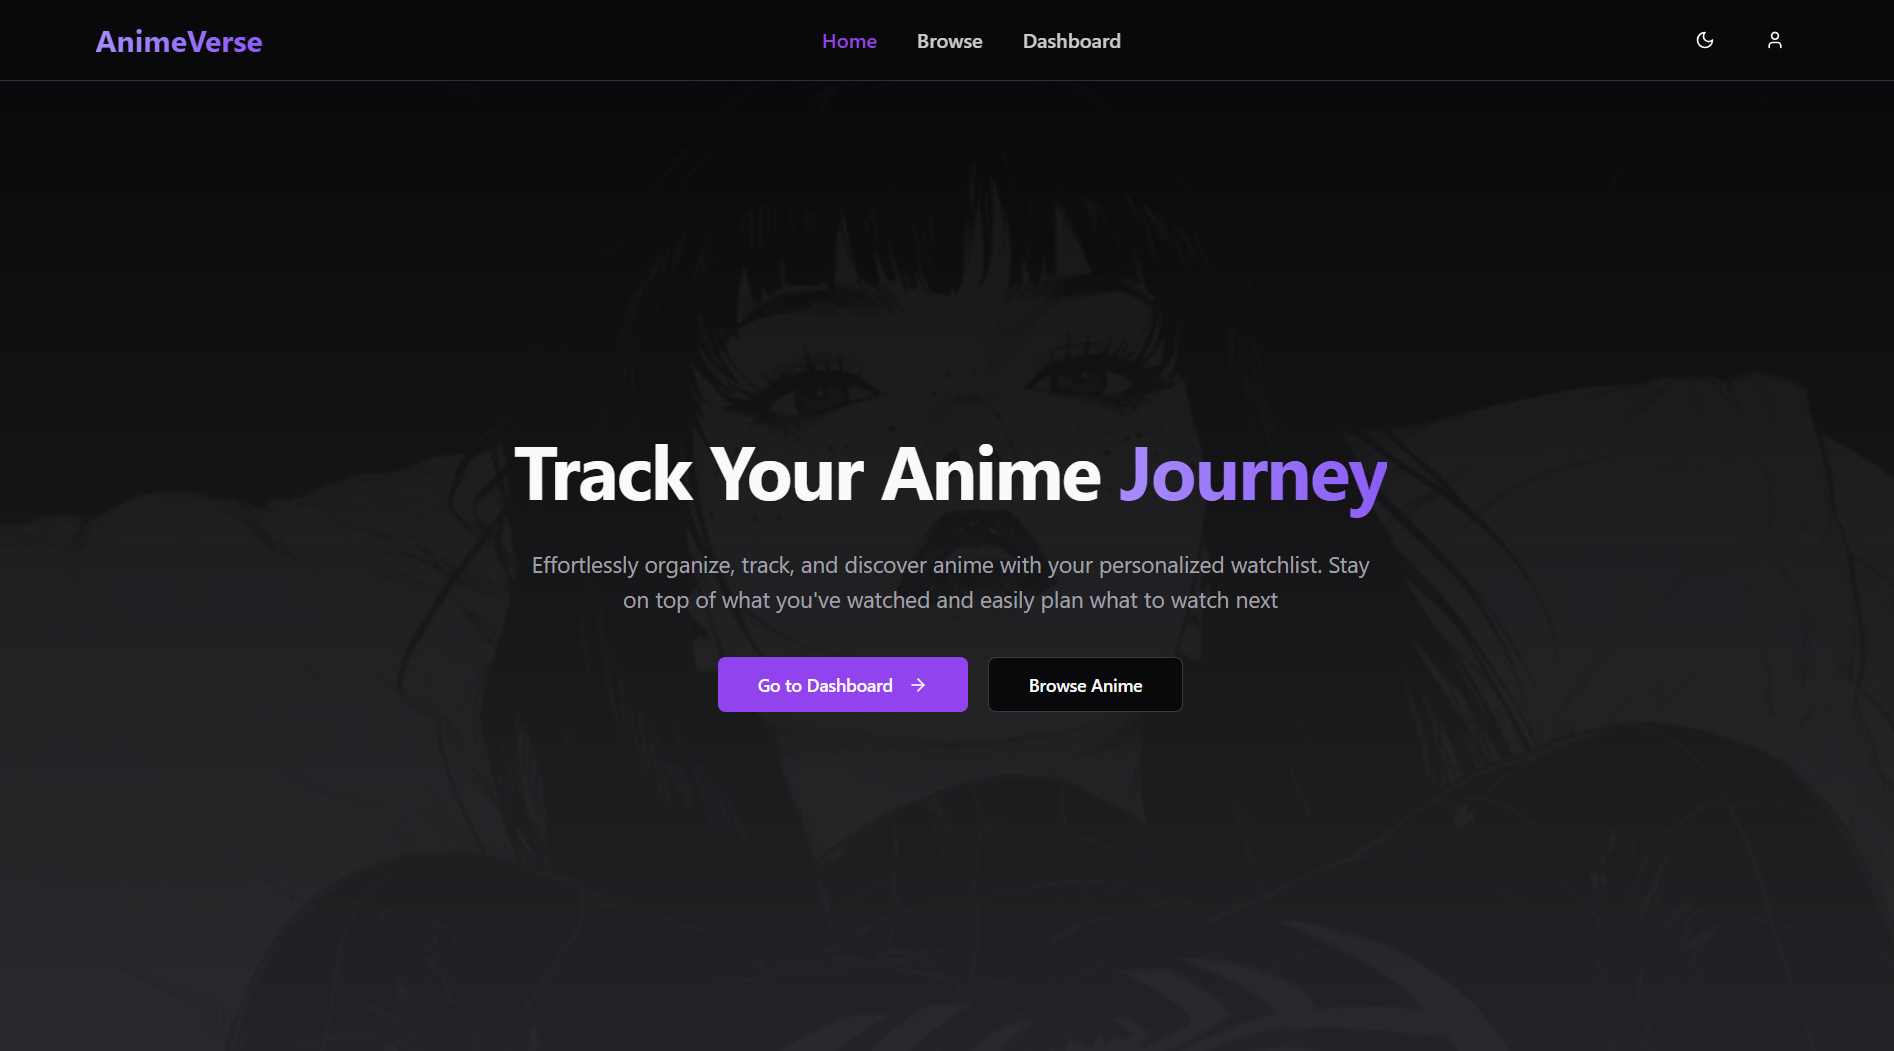 AnimeVerse
Home
Browse
Dashboard
Track Your Anime Journey
Effortlessly organize, track, and discover anime with your personalized watchlist. Stay
on top of what you've watched and easily plan what to watch next
Go to Dashboard
Browse Anime